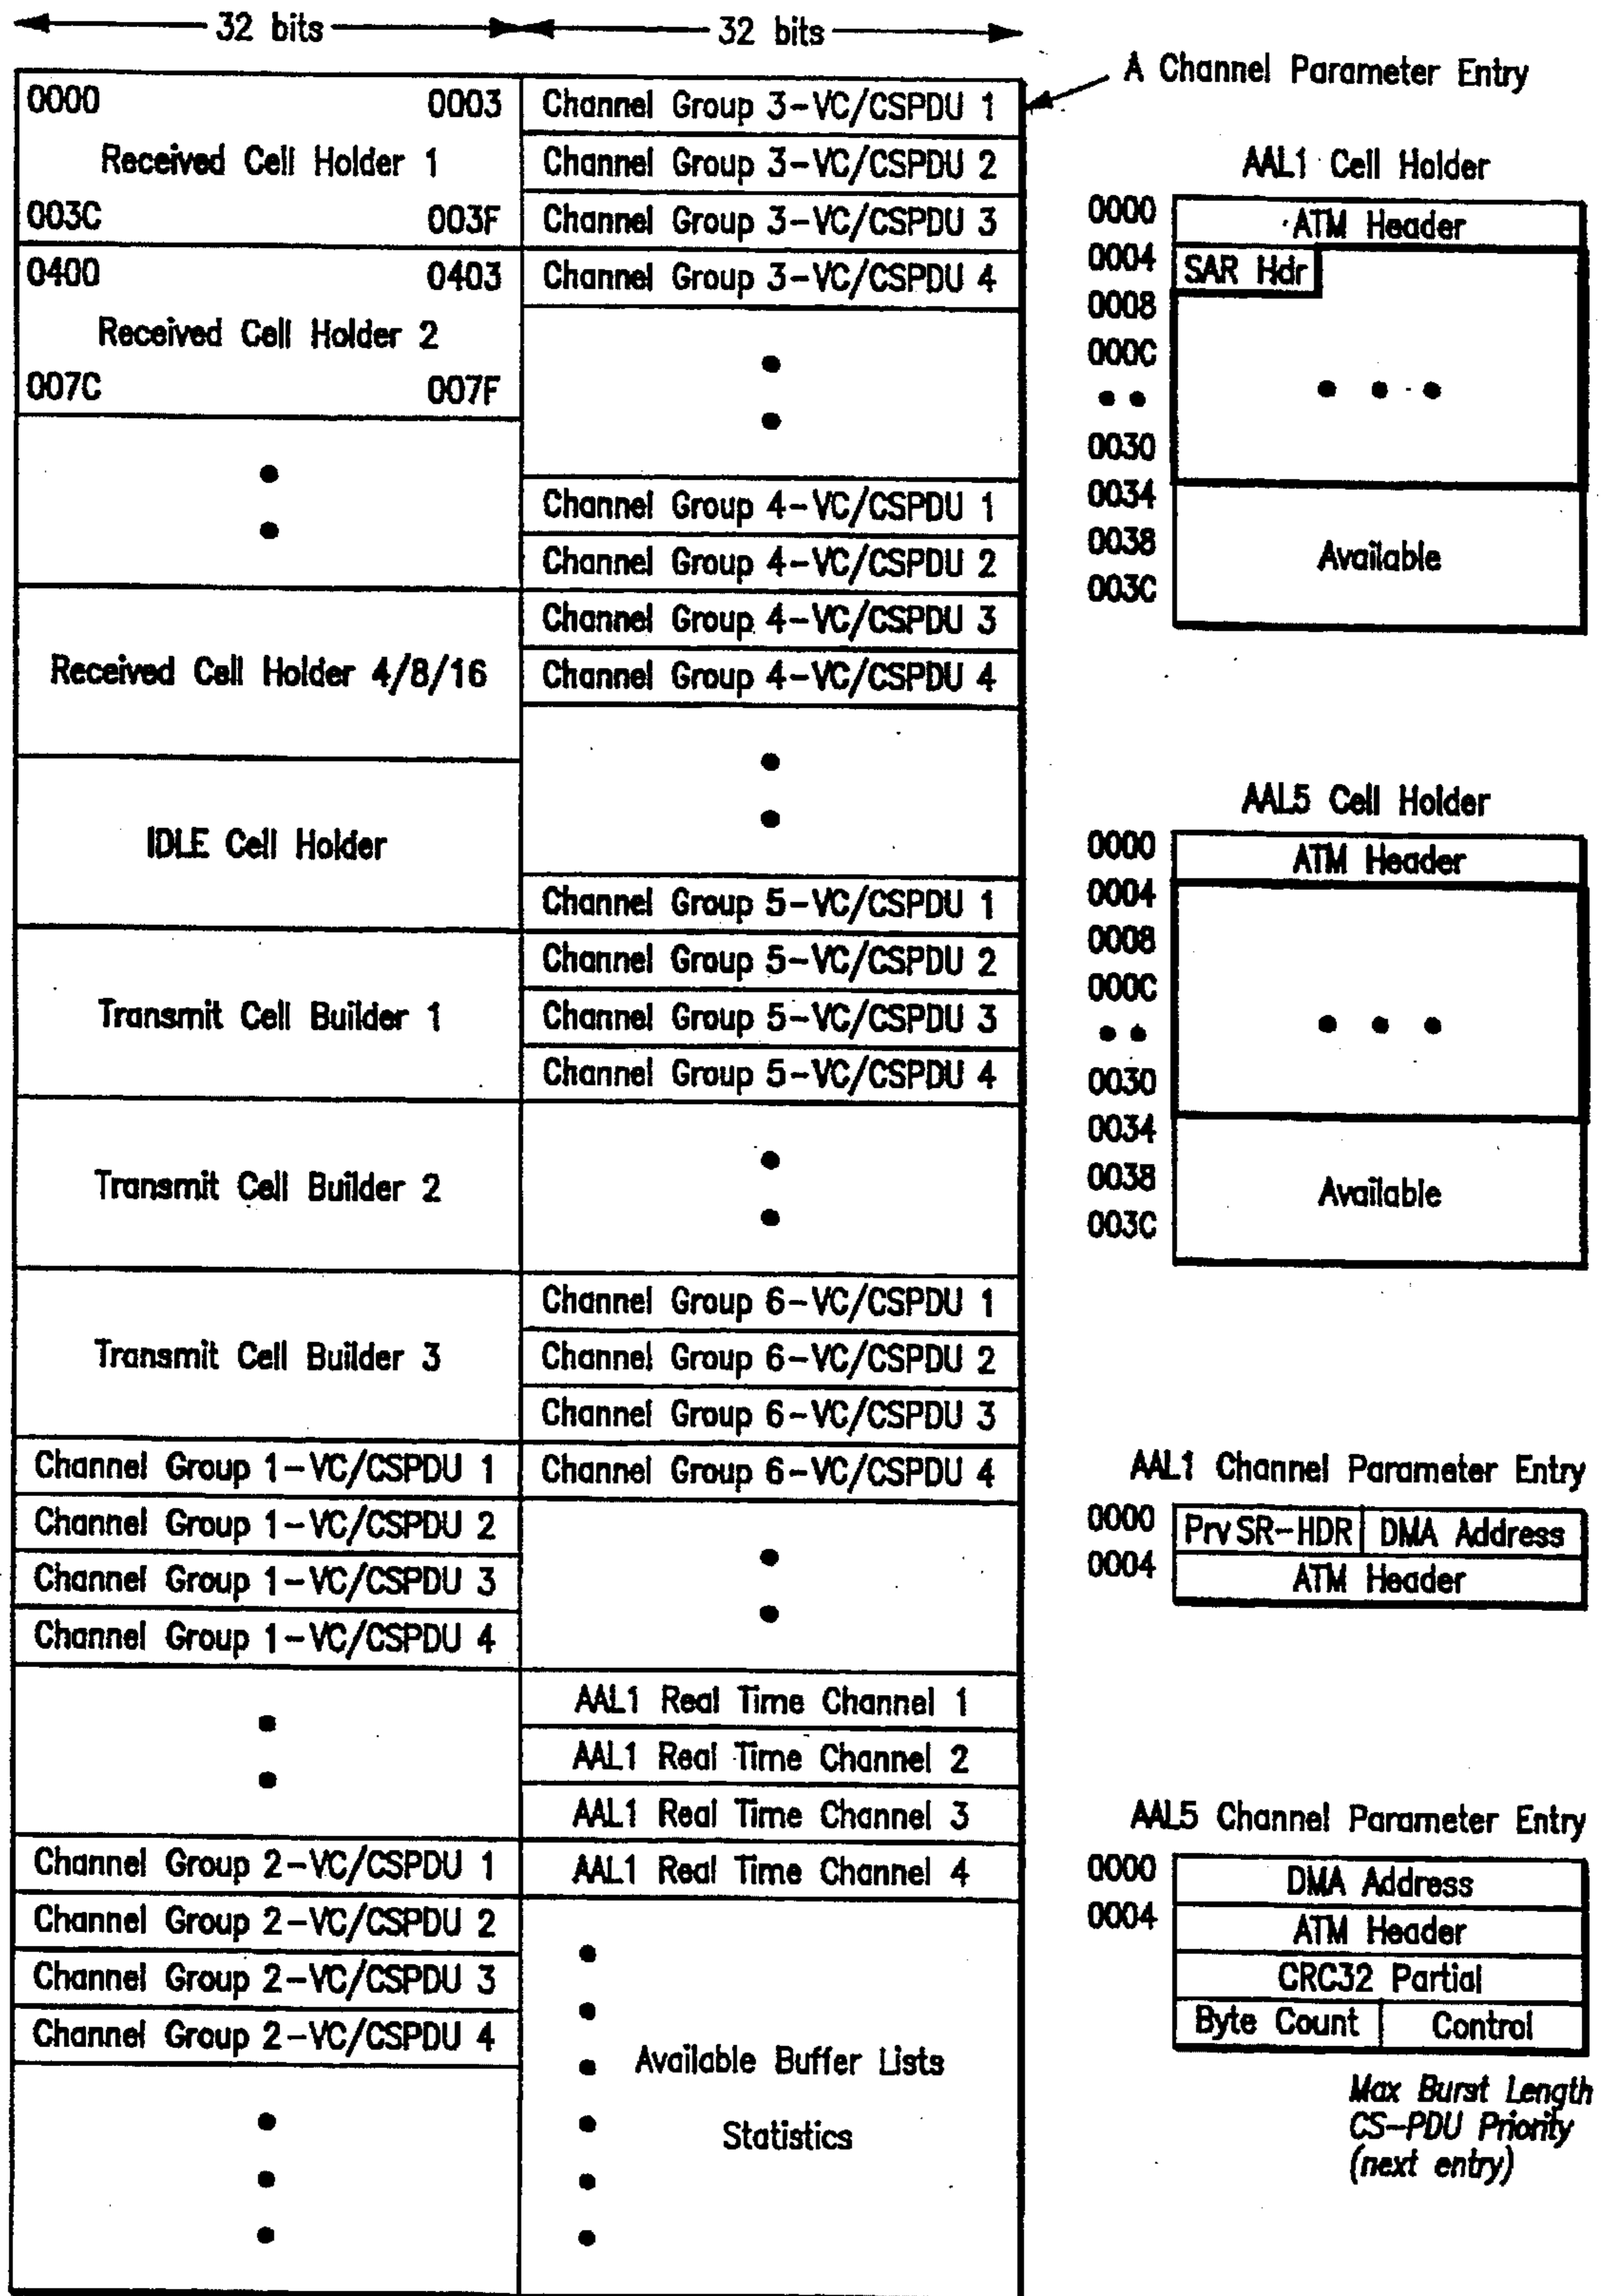 32 bits 32 bits
A Channel Parameter Entry
0000 0003
Received Cell Holder 1
003C 003F
0400 0403
Received Cell Holder 2
007C 007F
Received Cell Holder 4/8/16
IDLE Cell Holder
Transmit Cell Builder 1
Transmit Cell Builder 2
Transmit Cell Builder 3
Channel Group 1-VC/CSPDU 1
Channel Group 1-VC/CSPDU 2
Channel Group 1-VC/CSPDU 3
Channel Group 1-VC/CSPDU 4
Channel Group 2-VC/CSPDU 1
Channel Group 2-VC/CSPDU 2
Channel Group 2-VC/CSPDU 3
Channel Group 2-VC/CSPDU 4
Channel Group 3-VC/CSPDU 1
Channel Group 3-VC/CSPDU 2
Channel Group 3-VC/CSPDU 3
Channel Group 3-VC/CSPDU 4
Channel Group 4-VC/CSPDU 1
Channel Group 4-VC/CSPDU 2
Channel Group 4-VC/CSPDU 3
Channel Group 4-VC/CSPDU 4
Channel Group 5-VC/CSPDU 1
Channel Group 5-VC/CSPDU 2
Channel Group 5-VC/CSPDU 3
Channel Group 5-VC/CSPDU 4
Channel Group 6-VC/CSPDU 1
Channel Group 6-VC/CSPDU 2
Channel Group 6-VC/CSPDU 3
Channel Group 6-VC/CSPDU 4
AAL1 Real Time Channel 1
AAL1 Real Time Channel 2
AAL1 Real Time Channel 3
AAL1 Real Time Channel 4
Available Buffer Lists
Statistics
AAL1 Cell Holder
0000 ATM Header
0004 SAR Hdr
0008
000C
0030
0034
0038 Available
003C
AAL5 Cell Holder
0000 ATM Header
0004
0008
000C
0030
0034
0038 Available
003C
AAL1 Channel Parameter Entry
0000 Prv SR-HDR DMA Address
0004 ATM Header
AAL5 Channel Parameter Entry
0000 DMA Address
0004 ATM Header
CRC32 Partial
Byte Count Control
Max Burst Length
CS-PDU Priority
(next entry)